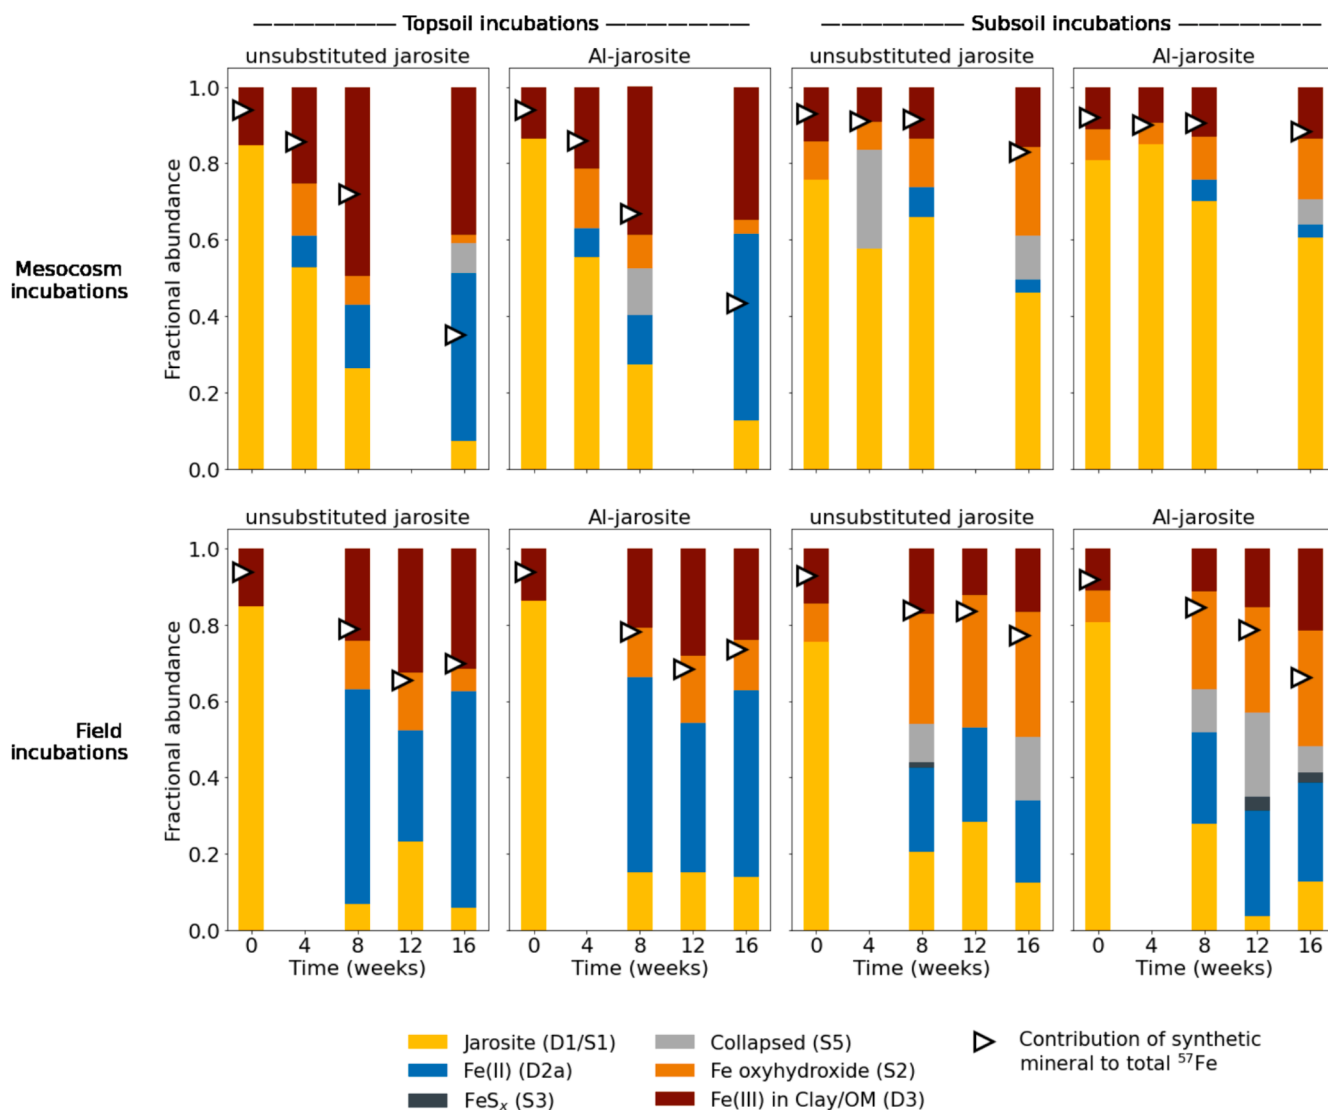 ——————— Topsoil incubations ———————
——————— Subsoil incubations ———————
unsubstituted jarosite
Al-jarosite
unsubstituted jarosite
Al-jarosite
Mesocosm
incubations
Fractional abundance
1.0
0.8
0.6
0.4
0.2
0.0
unsubstituted jarosite
Al-jarosite
unsubstituted jarosite
Al-jarosite
Field
incubations
Fractional abundance
1.0
0.8
0.6
0.4
0.2
0.0
0 4 8 12 16
0 4 8 12 16
0 4 8 12 16
0 4 8 12 16
Time (weeks)
Time (weeks)
Time (weeks)
Time (weeks)
Jarosite (D1/S1)
Fe(II) (D2a)
FeSₓ (S3)
Collapsed (S5)
Fe oxyhydroxide (S2)
Fe(III) in Clay/OM (D3)
Contribution of synthetic
mineral to total ⁵⁷Fe